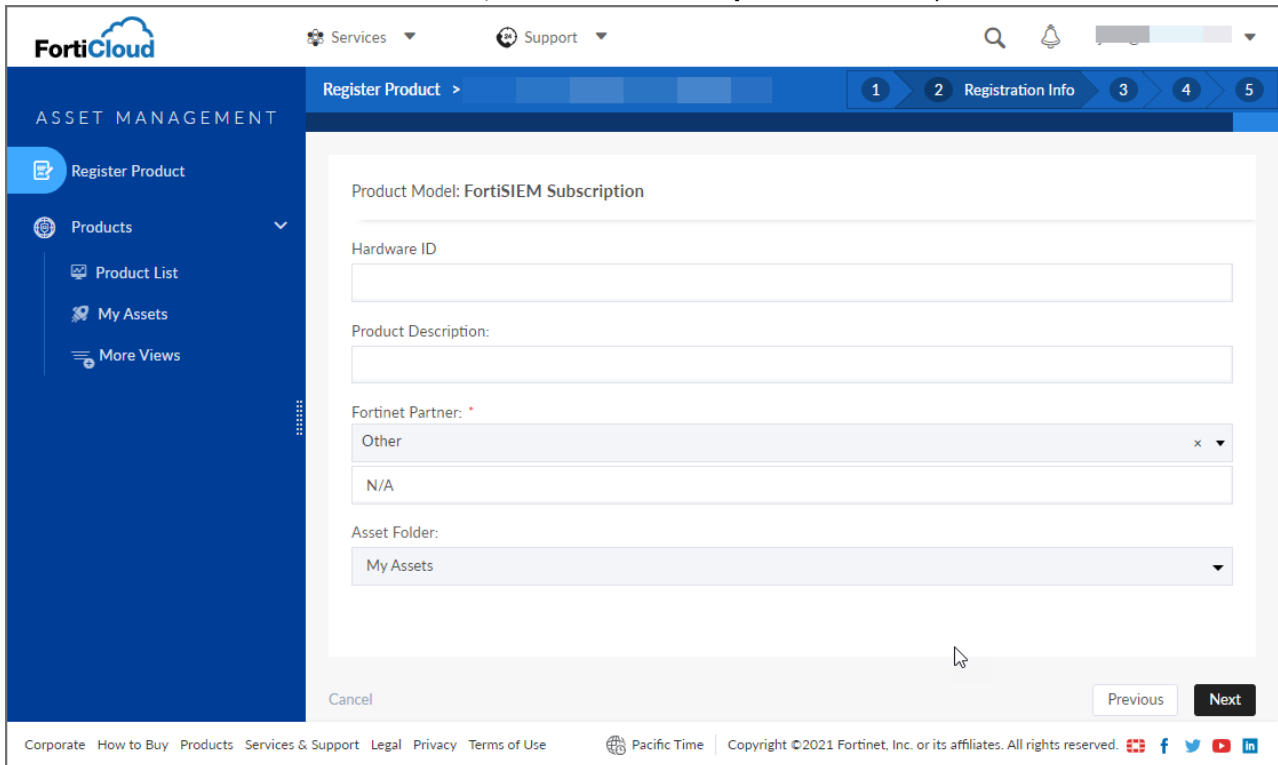 FortiCloud
Services
24 Support
Register Product >
1 2 Registration Info 3 4 5
ASSET MANAGEMENT
Register Product
Products
Product List
My Assets
More Views
Product Model: FortiSIEM Subscription
Hardware ID
Product Description:
Fortinet Partner: *
Other
N/A
Asset Folder:
My Assets
Cancel
Previous
Next
Corporate How to Buy Products Services & Support Legal Privacy Terms of Use Pacific Time Copyright ©2021 Fortinet, Inc. or its affiliates. All rights reserved.